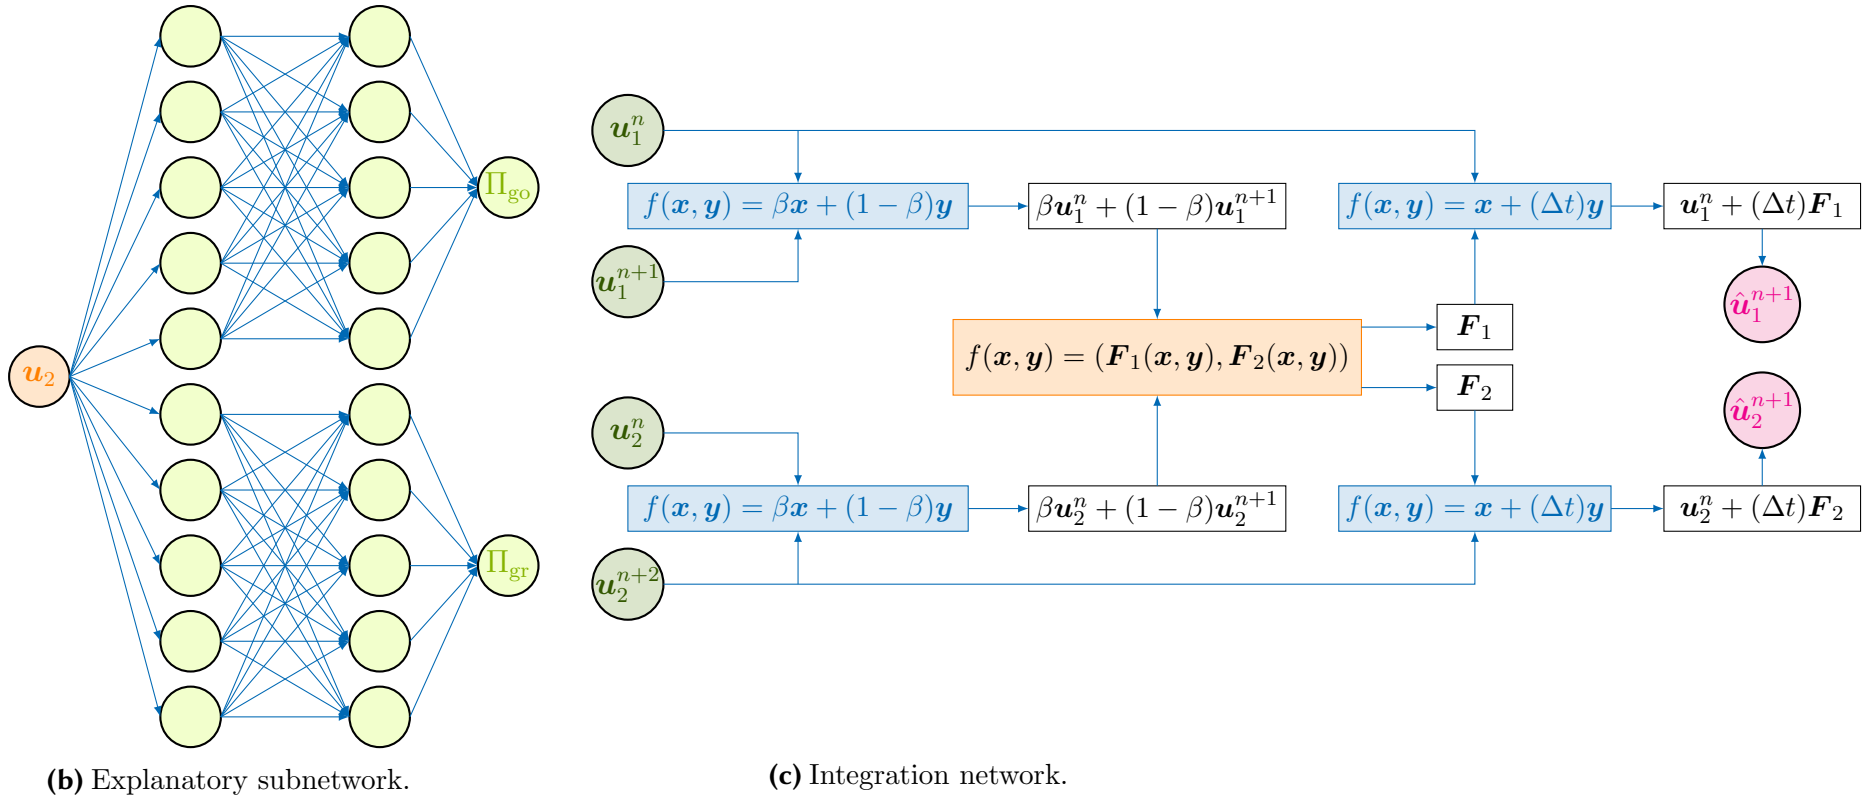 u_2
Π_go
Π_gr
(b) Explanatory subnetwork.
u_1^n
f(x, y) = βx + (1 − β)y
βu_1^n + (1 − β)u_1^{n+1}
f(x, y) = x + (Δt)y
u_1^n + (Δt)F_1
u_1^{n+1}
û_1^{n+1}
F_1
f(x, y) = (F_1(x, y), F_2(x, y))
F_2
û_2^{n+1}
u_2^n
f(x, y) = βx + (1 − β)y
βu_2^n + (1 − β)u_2^{n+1}
f(x, y) = x + (Δt)y
u_2^n + (Δt)F_2
u_2^{n+2}
(c) Integration network.